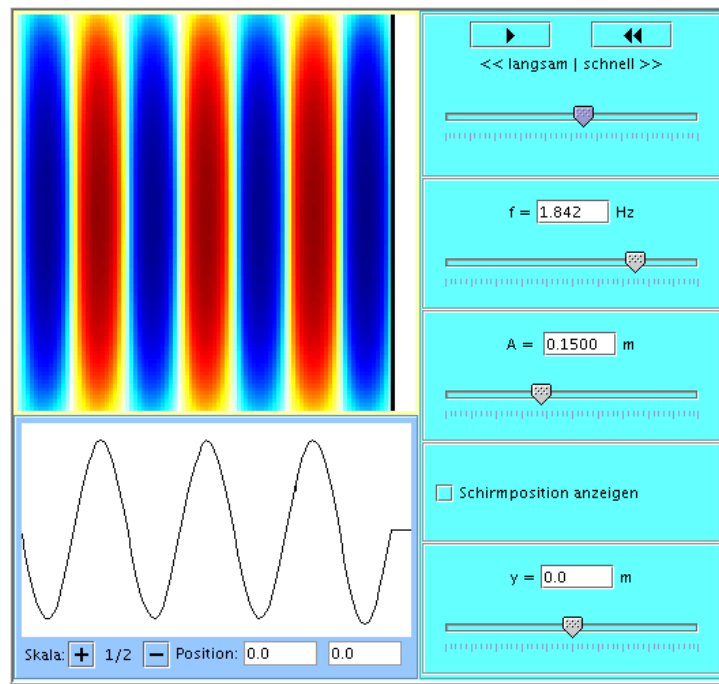 << langsam | schnell >>
f = 1.842 Hz
A = 0.1500 m
Schirmposition anzeigen
y = 0.0 m
Skala: + 1/2 − Position: 0.0 0.0